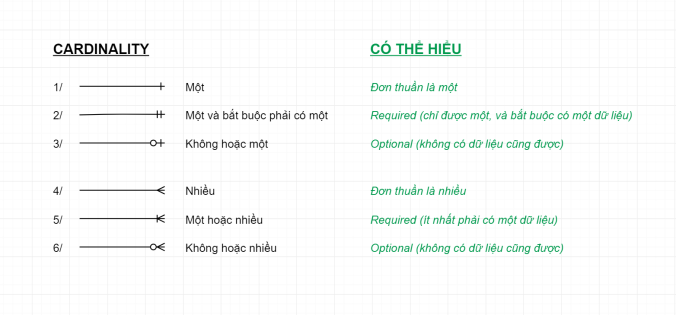 CARDINALITY CÓ THỂ HIỂU
1/ Một Đơn thuần là một
2/ Một và bắt buộc phải có một Required (chỉ được một, và bắt buộc có một dữ liệu)
3/ Không hoặc một Optional (không có dữ liệu cũng được)
4/ Nhiều Đơn thuần là nhiều
5/ Một hoặc nhiều Required (ít nhất phải có một dữ liệu)
6/ Không hoặc nhiều Optional (không có dữ liệu cũng được)